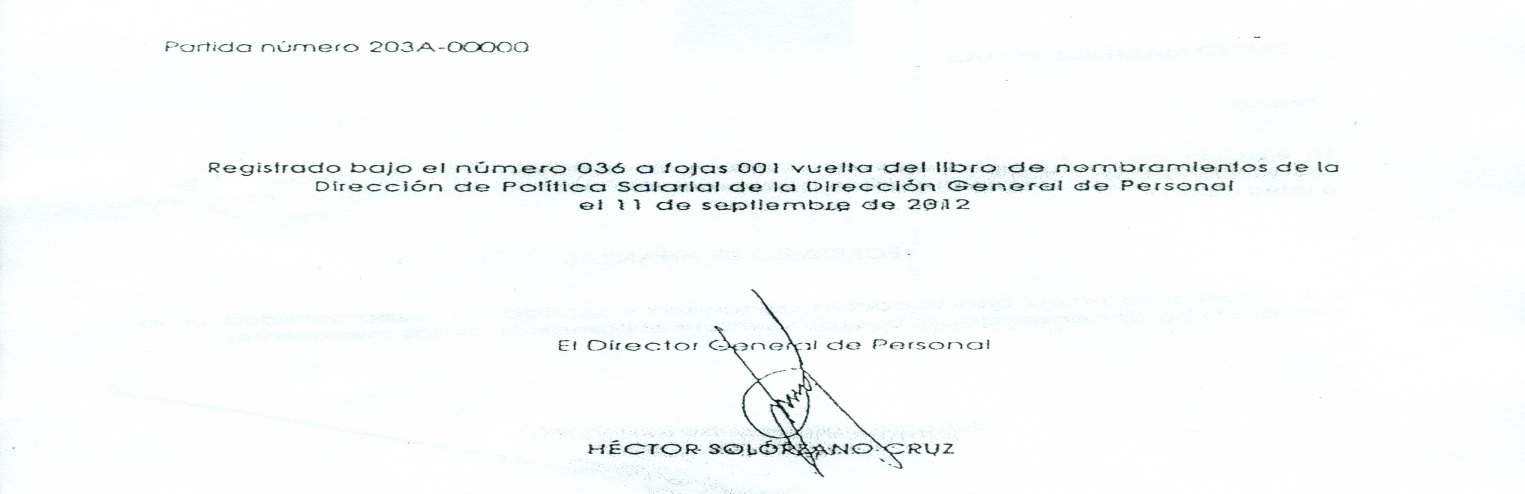 Partida número 203A-00000
Registrado bajo el número 036 a fojas 001 vuelta del libro de nombramientos de la
Dirección de Política Salarial de la Dirección General de Personal
el 11 de septiembre de 2012
El Director General de Personal
HÉCTOR SOLÓRZANO CRUZ